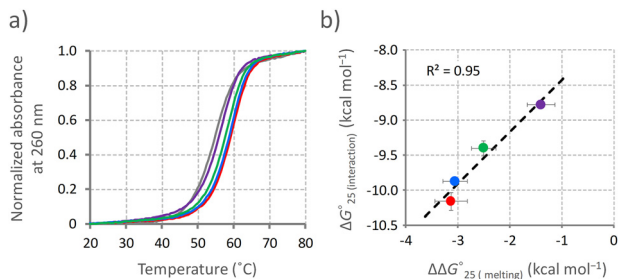 a)
Normalized absorbance
at 260 nm
1.0
0.8
0.6
0.4
0.2
0
20 30 40 50 60 70 80
Temperature (˚C)
b)
ΔG°25 (interaction) (kcal mol⁻¹)
-8.0
-8.5
-9.0
-9.5
-10.0
-10.5
R² = 0.95
-4 -3 -2 -1 0
ΔΔG°25 ( melting) (kcal mol⁻¹)